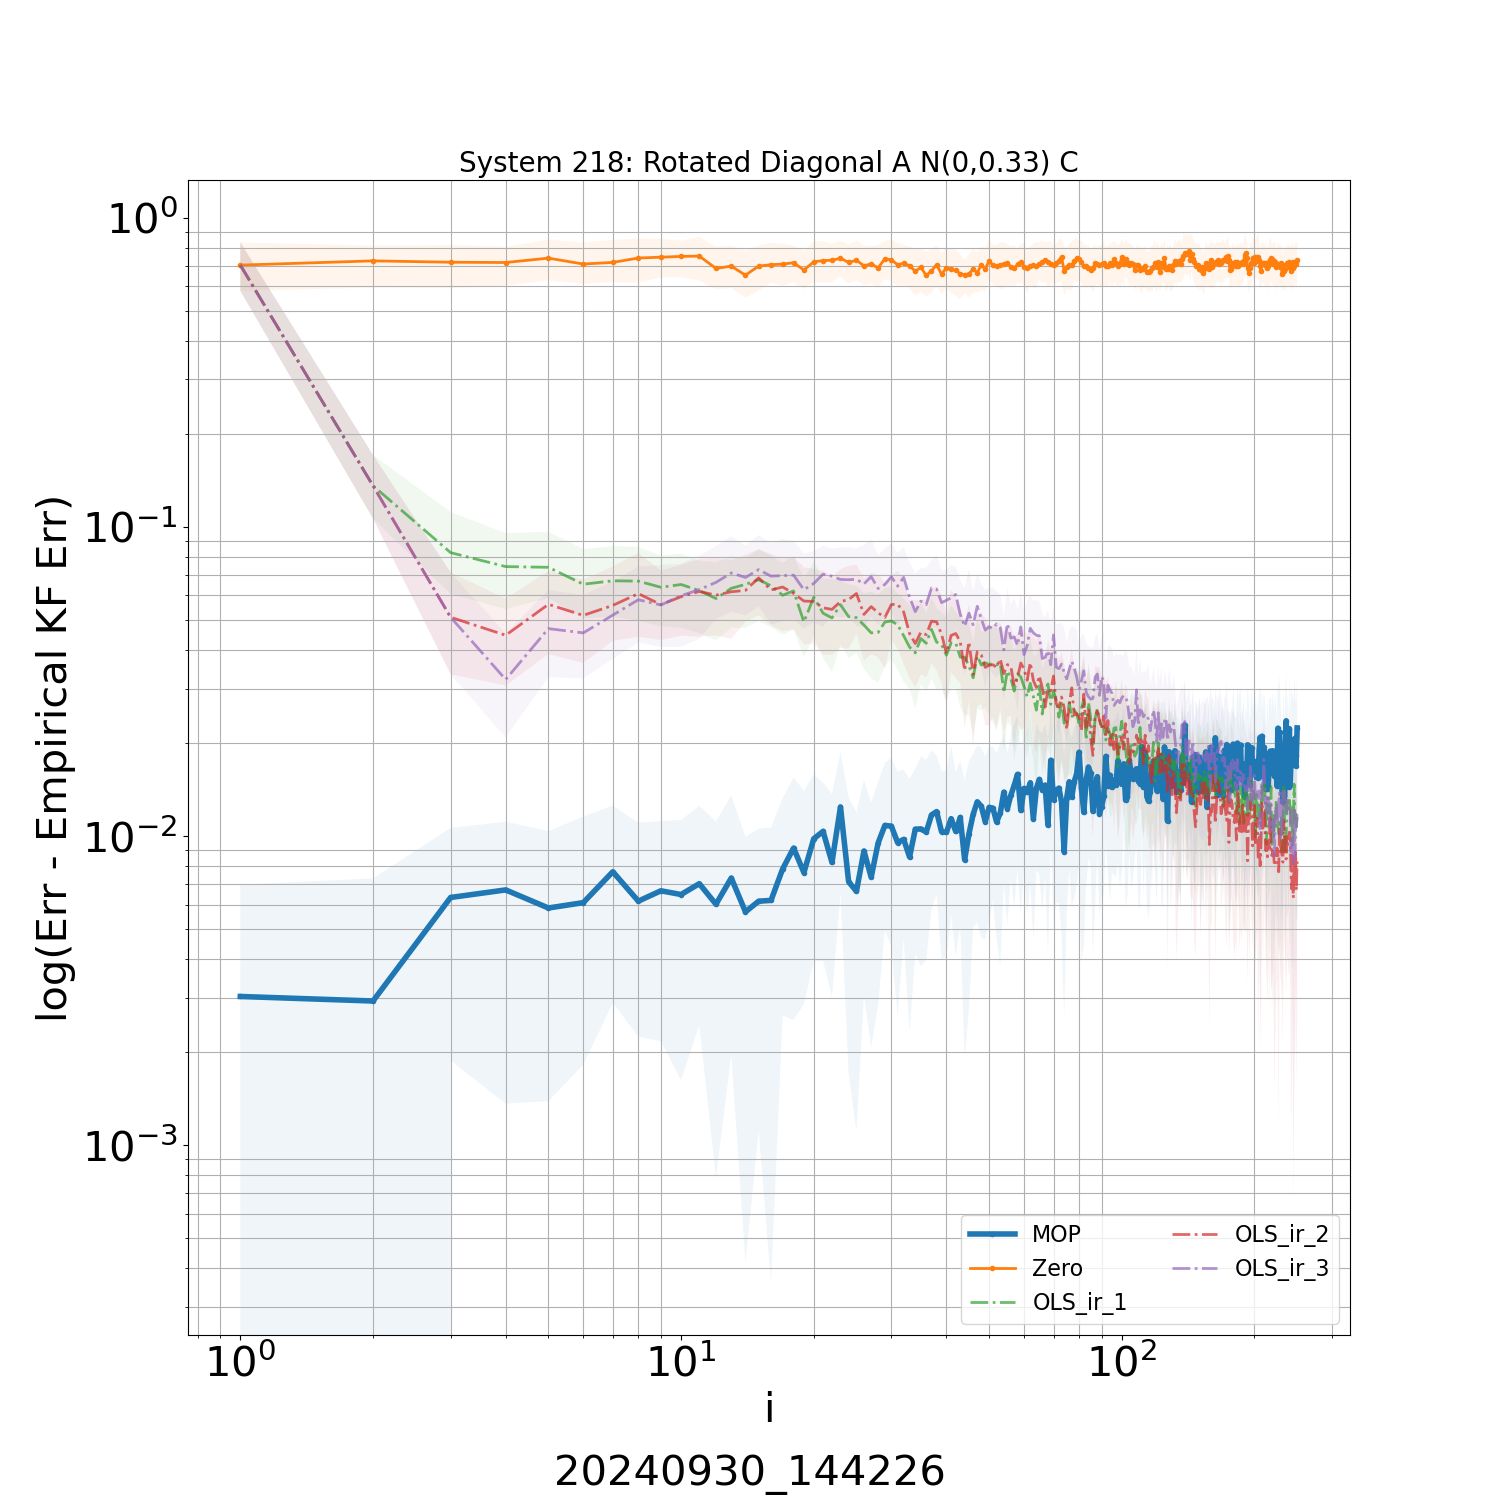 System 218: Rotated Diagonal A N(0,0.33) C
log(Err - Empirical KF Err)
10⁰
10⁻¹
10⁻²
10⁻³
MOP
Zero
OLS_ir_1
OLS_ir_2
OLS_ir_3
10⁰ 10¹ 10²
i
20240930_144226